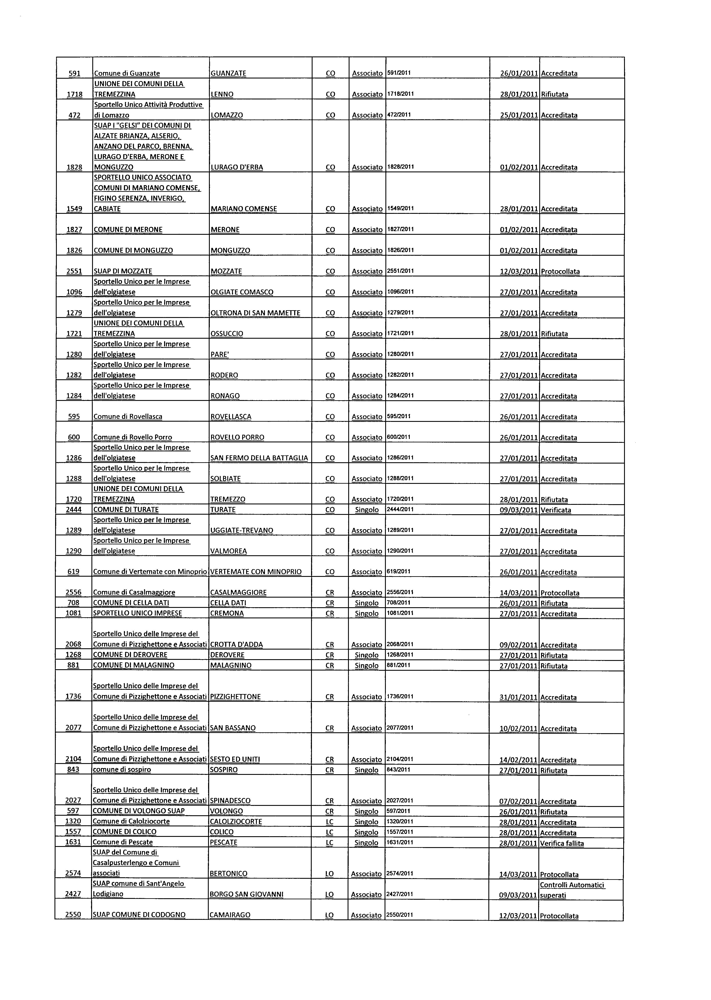 591 Comune di Guanzate GUANZATE CO Associato 591/2011 26/01/2011 Accreditata
UNIONE DEI COMUNI DELLA
1718 TREMEZZINA LENNO CO Associato 1718/2011 28/01/2011 Rifiutata
Sportello Unico Attività Produttive
472 di Lomazzo LOMAZZO CO Associato 472/2011 25/01/2011 Accreditata
SUAP I "GELSI" DEI COMUNI DI
ALZATE BRIANZA, ALSERIO,
ANZANO DEL PARCO, BRENNA,
LURAGO D'ERBA, MERONE E
1828 MONGUZZO LURAGO D'ERBA CO Associato 1828/2011 01/02/2011 Accreditata
SPORTELLO UNICO ASSOCIATO
COMUNI DI MARIANO COMENSE,
FIGINO SERENZA, INVERIGO,
1549 CABIATE MARIANO COMENSE CO Associato 1549/2011 28/01/2011 Accreditata
1827 COMUNE DI MERONE MERONE CO Associato 1827/2011 01/02/2011 Accreditata
1826 COMUNE DI MONGUZZO MONGUZZO CO Associato 1826/2011 01/02/2011 Accreditata
2551 SUAP DI MOZZATE MOZZATE CO Associato 2551/2011 12/03/2011 Protocollata
Sportello Unico per le Imprese
1096 dell'olgiatese OLGIATE COMASCO CO Associato 1096/2011 27/01/2011 Accreditata
Sportello Unico per le Imprese
1279 dell'olgiatese OLTRONA DI SAN MAMETTE CO Associato 1279/2011 27/01/2011 Accreditata
UNIONE DEI COMUNI DELLA
1721 TREMEZZINA OSSUCCIO CO Associato 1721/2011 28/01/2011 Rifiutata
Sportello Unico per le Imprese
1280 dell'olgiatese PARE' CO Associato 1280/2011 27/01/2011 Accreditata
Sportello Unico per le Imprese
1282 dell'olgiatese RODERO CO Associato 1282/2011 27/01/2011 Accreditata
Sportello Unico per le Imprese
1284 dell'olgiatese RONAGO CO Associato 1284/2011 27/01/2011 Accreditata
595 Comune di Rovellasca ROVELLASCA CO Associato 595/2011 26/01/2011 Accreditata
600 Comune di Rovello Porro ROVELLO PORRO CO Associato 600/2011 26/01/2011 Accreditata
Sportello Unico per le Imprese
1286 dell'olgiatese SAN FERMO DELLA BATTAGLIA CO Associato 1286/2011 27/01/2011 Accreditata
Sportello Unico per le Imprese
1288 dell'olgiatese SOLBIATE CO Associato 1288/2011 27/01/2011 Accreditata
UNIONE DEI COMUNI DELLA
1720 TREMEZZINA TREMEZZO CO Associato 1720/2011 28/01/2011 Rifiutata
2444 COMUNE DI TURATE TURATE CO Singolo 2444/2011 09/03/2011 Verificata
Sportello Unico per le Imprese
1289 dell'olgiatese UGGIATE-TREVANO CO Associato 1289/2011 27/01/2011 Accreditata
Sportello Unico per le Imprese
1290 dell'olgiatese VALMOREA CO Associato 1290/2011 27/01/2011 Accreditata
619 Comune di Vertemate con Minoprio VERTEMATE CON MINOPRIO CO Associato 619/2011 26/01/2011 Accreditata
2556 Comune di Casalmaggiore CASALMAGGIORE CR Associato 2556/2011 14/03/2011 Protocollata
708 COMUNE DI CELLA DATI CELLA DATI CR Singolo 708/2011 26/01/2011 Rifiutata
1081 SPORTELLO UNICO IMPRESE CREMONA CR Singolo 1081/2011 27/01/2011 Accreditata
Sportello Unico delle Imprese del
2068 Comune di Pizzighettone e Associati CROTTA D'ADDA CR Associato 2068/2011 09/02/2011 Accreditata
1268 COMUNE DI DEROVERE DEROVERE CR Singolo 1268/2011 27/01/2011 Rifiutata
881 COMUNE DI MALAGNINO MALAGNINO CR Singolo 881/2011 27/01/2011 Rifiutata
Sportello Unico delle Imprese del
1736 Comune di Pizzighettone e Associati PIZZIGHETTONE CR Associato 1736/2011 31/01/2011 Accreditata
Sportello Unico delle Imprese del
2077 Comune di Pizzighettone e Associati SAN BASSANO CR Associato 2077/2011 10/02/2011 Accreditata
Sportello Unico delle Imprese del
2104 Comune di Pizzighettone e Associati SESTO ED UNITI CR Associato 2104/2011 14/02/2011 Accreditata
843 comune di sospiro SOSPIRO CR Singolo 843/2011 27/01/2011 Rifiutata
Sportello Unico delle Imprese del
2027 Comune di Pizzighettone e Associati SPINADESCO CR Associato 2027/2011 07/02/2011 Accreditata
597 COMUNE DI VOLONGO SUAP VOLONGO CR Singolo 597/2011 26/01/2011 Rifiutata
1320 Comune di Calolziocorte CALOLZIOCORTE LC Singolo 1320/2011 28/01/2011 Accreditata
1557 COMUNE DI COLICO COLICO LC Singolo 1557/2011 28/01/2011 Accreditata
1631 Comune di Pescate PESCATE LC Singolo 1631/2011 28/01/2011 Verifica fallita
SUAP del Comune di
Casalpusterlengo e Comuni
2574 associati BERTONICO LO Associato 2574/2011 14/03/2011 Protocollata
SUAP comune di Sant'Angelo Controlli Automatici
2427 Lodigiano BORGO SAN GIOVANNI LO Associato 2427/2011 09/03/2011 superati
2550 SUAP COMUNE DI CODOGNO CAMAIRAGO LO Associato 2550/2011 12/03/2011 Protocollata